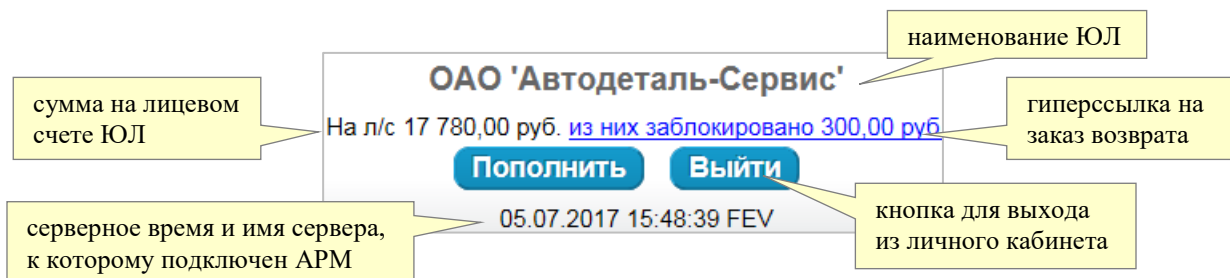 наименование ЮЛ
ОАО 'Автодеталь-Сервис'
сумма на лицевом
счете ЮЛ
На л/с 17 780,00 руб. из них заблокировано 300,00 руб.
гиперссылка на
заказ возврата
Пополнить Выйти
05.07.2017 15:48:39 FEV
серверное время и имя сервера,
к которому подключен АРМ
кнопка для выхода
из личного кабинета